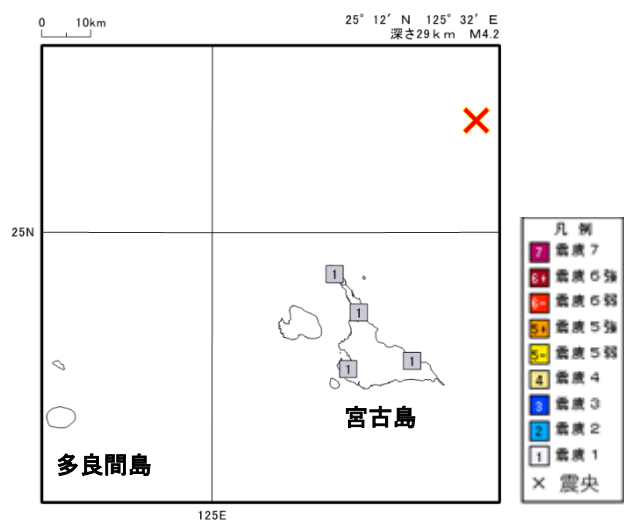 0 10km
25° 12′ N 125° 32′ E
深さ29km M4.2
25N
1
1
1
1
宮古島
多良間島
125E
凡 例
7 震度7
6+ 震度6強
6- 震度6弱
5+ 震度5強
5- 震度5弱
4 震度4
3 震度3
2 震度2
1 震度1
× 震央